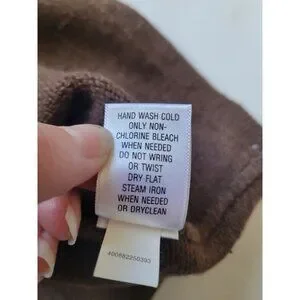 HAND WASH COLD
ONLY NON-
CHLORINE BLEACH
WHEN NEEDED
DO NOT WRING
OR TWIST
DRY FLAT
STEAM IRON
WHEN NEEDED
OR DRYCLEAN
400882250393